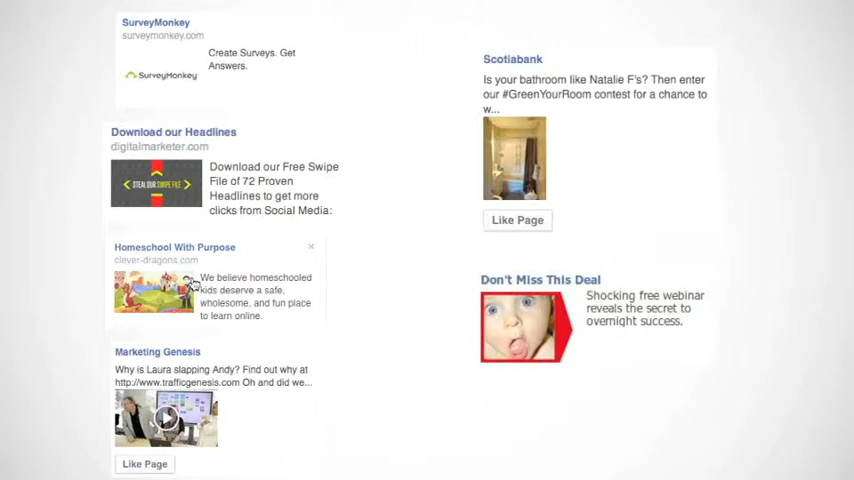 SurveyMonkey
surveymonkey.com
Create Surveys. Get
Answers.
SurveyMonkey
Download our Headlines
digitalmarketer.com
STEAL OUR SWIPE FILE
Download our Free Swipe
File of 72 Proven
Headlines to get more
clicks from Social Media:
Homeschool With Purpose
clever-dragons.com
We believe homeschooled
kids deserve a safe,
wholesome, and fun place
to learn online.
Marketing Genesis
Why is Laura slapping Andy? Find out why at
http://www.trafficgenesis.com Oh and did we...
Like Page
Scotiabank
Is your bathroom like Natalie F's? Then enter
our #GreenYourRoom contest for a chance to
w...
Like Page
Don't Miss This Deal
Shocking free webinar
reveals the secret to
overnight success.